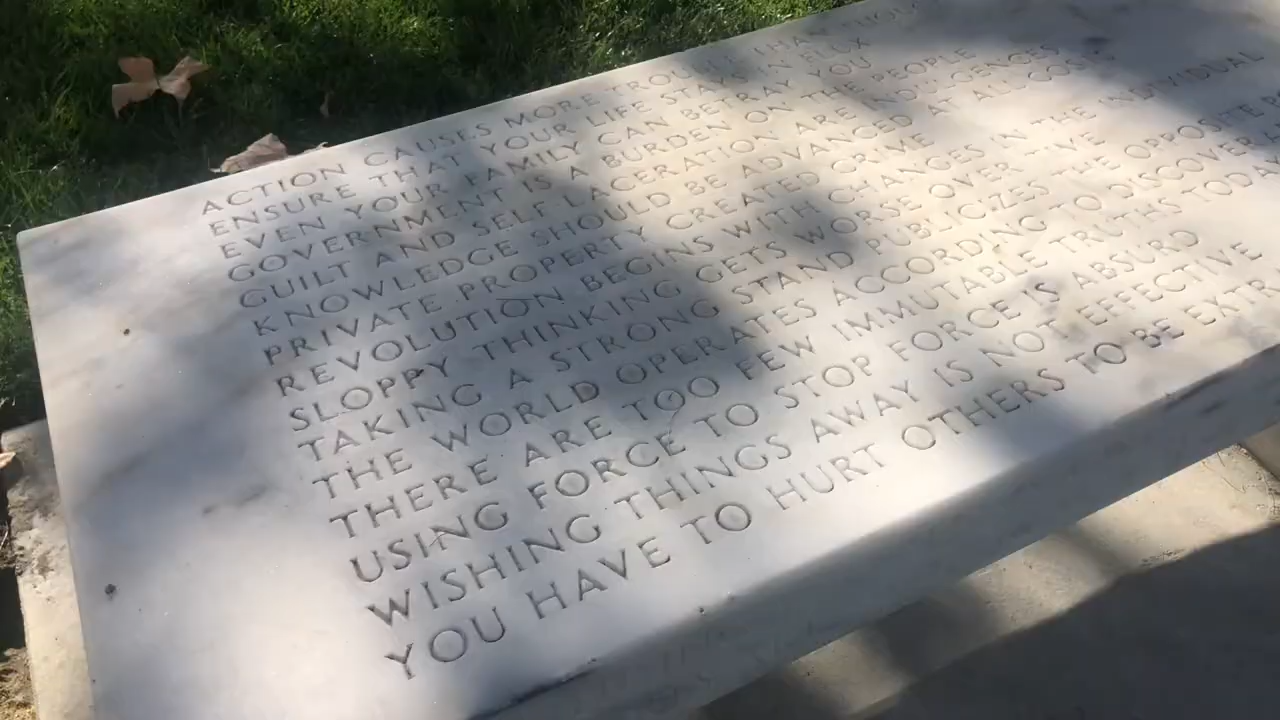 ACTION CAUSES MORE TROUBLE THAN THOU
ENSURE THAT YOUR LIFE STAYS IN FLUX
EVEN YOUR FAMILY CAN BETRAY YOU
GOVERNMENT IS A BURDEN ON THE PEOPLE
GUILT AND SELF LACERATION ARE INDULGENCES
KNOWLEDGE SHOULD BE ADVANCED AT ALL COSTS
PRIVATE PROPERTY CREATED CRIME
REVOLUTION BEGINS WITH CHANGES IN THE INDIVIDUAL
SLOPPY THINKING GETS WORSE OVER TIME
TAKING A STRONG STAND PUBLICIZES THE OPPOSITE P
THE WORLD OPERATES ACCORDING TO DISCOVERA
THERE ARE TOO FEW IMMUTABLE TRUTHS TODAY
USING FORCE TO STOP FORCE IS ABSURD
WISHING THINGS AWAY IS NOT EFFECTIVE
YOU HAVE TO HURT OTHERS TO BE EXTR